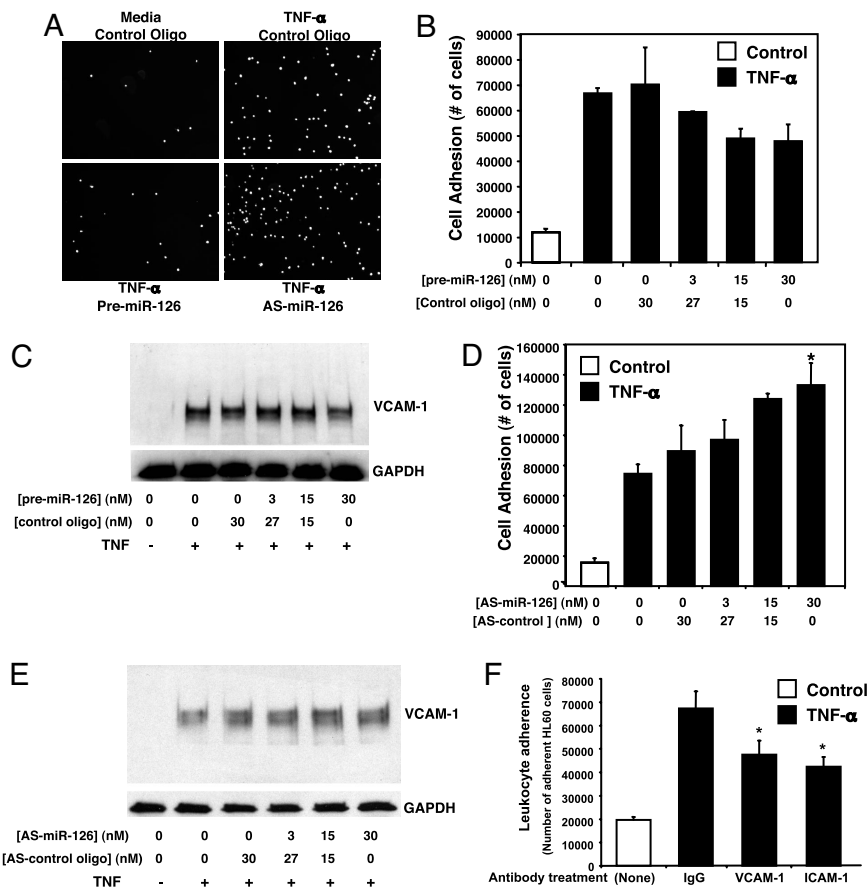 A
Media
Control Oligo
TNF-α
Control Oligo
TNF-α
Pre-miR-126
TNF-α
AS-miR-126
B
Cell Adhesion (# of cells)
90000
80000
70000
60000
50000
40000
30000
20000
10000
0
Control
TNF-α
[pre-miR-126] (nM) 0 0 0 3 15 30
[Control oligo] (nM) 0 0 30 27 15 0
C
VCAM-1
GAPDH
[pre-miR-126] (nM) 0 0 0 3 15 30
[control oligo] (nM) 0 0 30 27 15 0
TNF - + + + + +
D
Cell Adhesion (# of cells)
160000
140000
120000
100000
80000
60000
40000
20000
0
Control
TNF-α
*
[AS-miR-126] (nM) 0 0 0 3 15 30
[AS-control ] (nM) 0 0 30 27 15 0
E
VCAM-1
GAPDH
[AS-miR-126] (nM) 0 0 0 3 15 30
[AS-control oligo] (nM) 0 0 30 27 15 0
TNF - + + + + +
F
Leukocyte adherence
(Number of adherent HL60 cells)
80000
70000
60000
50000
40000
30000
20000
10000
0
Control
TNF-α
* *
Antibody treatment (None) IgG VCAM-1 ICAM-1